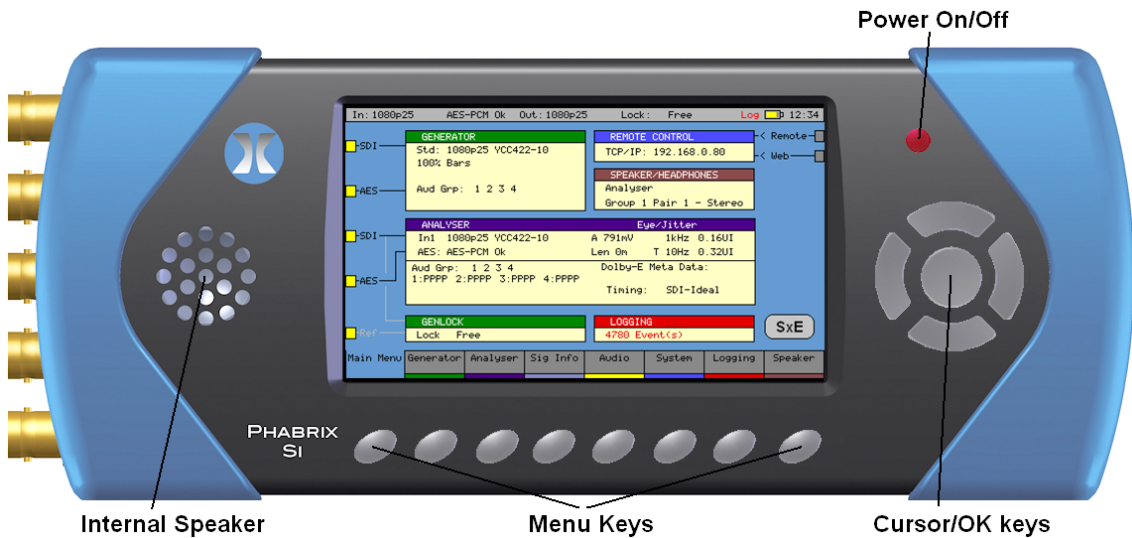 Power On/Off
In: 1080p25 AES-PCM Ok Out: 1080p25 Lock: Free Log 12:34
GENERATOR
Std: 1080p25 YCC422-10
100% Bars
Aud Grp: 1 2 3 4
REMOTE CONTROL
TCP/IP: 192.168.0.80
< Remote
< Web
SPEAKER/HEADPHONES
Analyser
Group 1 Pair 1 - Stereo
SDI
AES
SDI
AES
Ref
ANALYSER Eye/Jitter
In1 1080p25 YCC422-10 A 791mV 1kHz 0.16UI
AES: AES-PCM Ok Len 0m T 10Hz 0.32UI
Aud Grp: 1 2 3 4 Dolby-E Meta Data:
1:PPPP 2:PPPP 3:PPPP 4:PPPP
Timing: SDI-Ideal
GENLOCK
Lock Free
LOGGING
4780 Event(s)
SxE
Main Menu Generator Analyser Sig Info Audio System Logging Speaker
PHABRIX
SI
Internal Speaker
Menu Keys
Cursor/OK keys